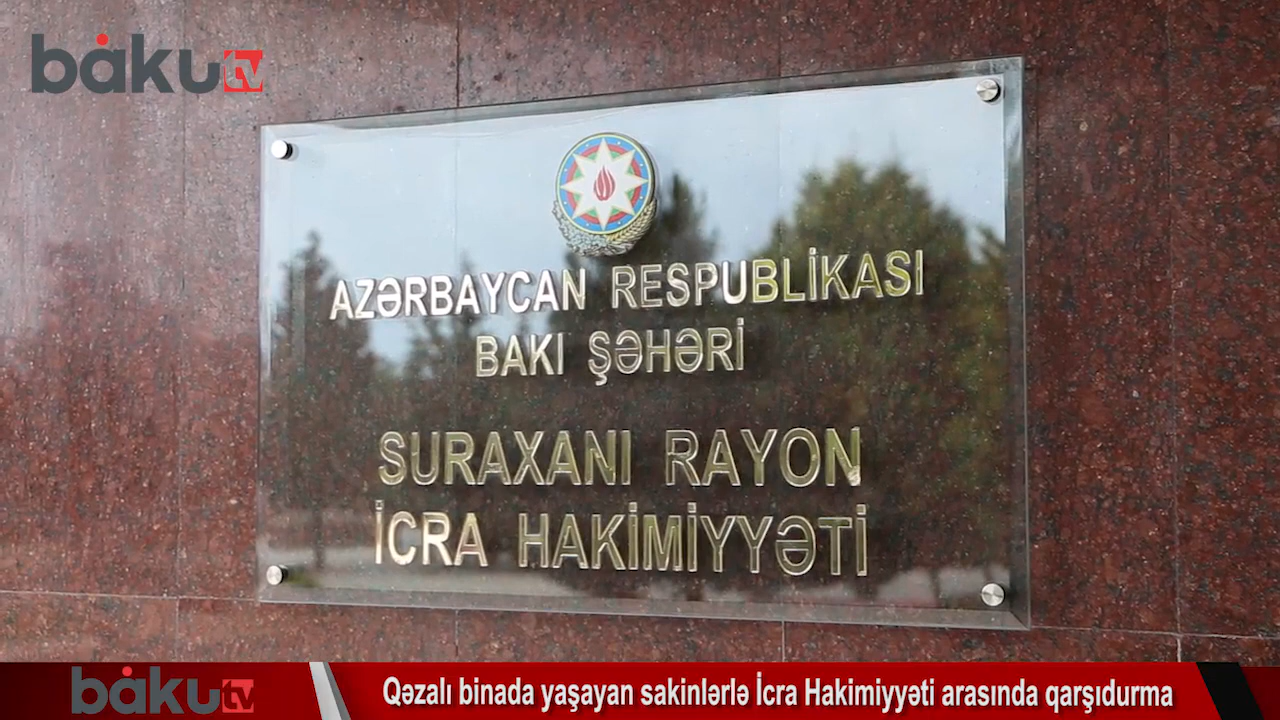 bakutv
AZƏRBAYCAN RESPUBLİKASI
BAKI ŞƏHƏRİ
SURAXANI RAYON
İCRA HAKİMİYYƏTİ
bakutv
Qəzalı binada yaşayan sakinlərlə İcra Hakimiyyəti arasında qarşıdurma